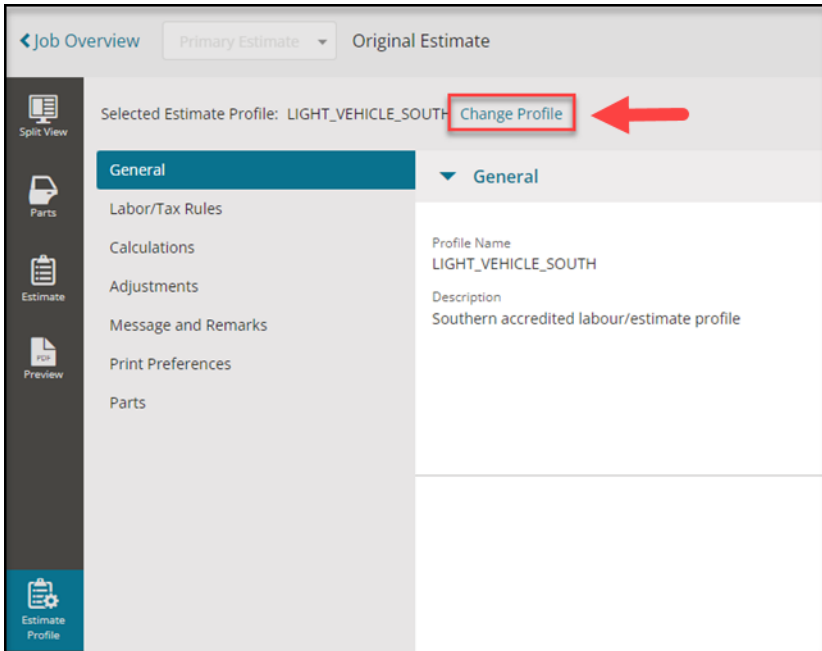 Job Overview
Primary Estimate
Original Estimate
Split View
Parts
Estimate
PDF
Preview
Estimate
Profile
Selected Estimate Profile: LIGHT_VEHICLE_SOUTH Change Profile
General
Labor/Tax Rules
Calculations
Adjustments
Message and Remarks
Print Preferences
Parts
General
Profile Name
LIGHT_VEHICLE_SOUTH
Description
Southern accredited labour/estimate profile